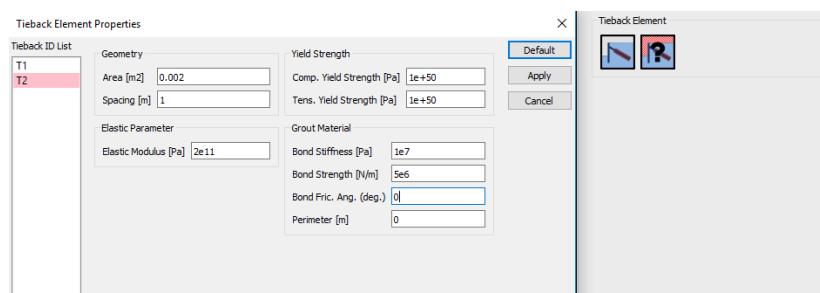 Tieback Element Properties
Tieback ID List
T1
T2
Geometry
Area [m2] 0.002
Spacing [m] 1
Elastic Parameter
Elastic Modulus [Pa] 2e11
Yield Strength
Comp. Yield Strength [Pa] 1e+50
Tens. Yield Strength [Pa] 1e+50
Grout Material
Bond Stiffness [Pa] 1e7
Bond Strength [N/m] 5e6
Bond Fric. Ang. (deg.) 0
Perimeter [m] 0
Default
Apply
Cancel
Tieback Element
?